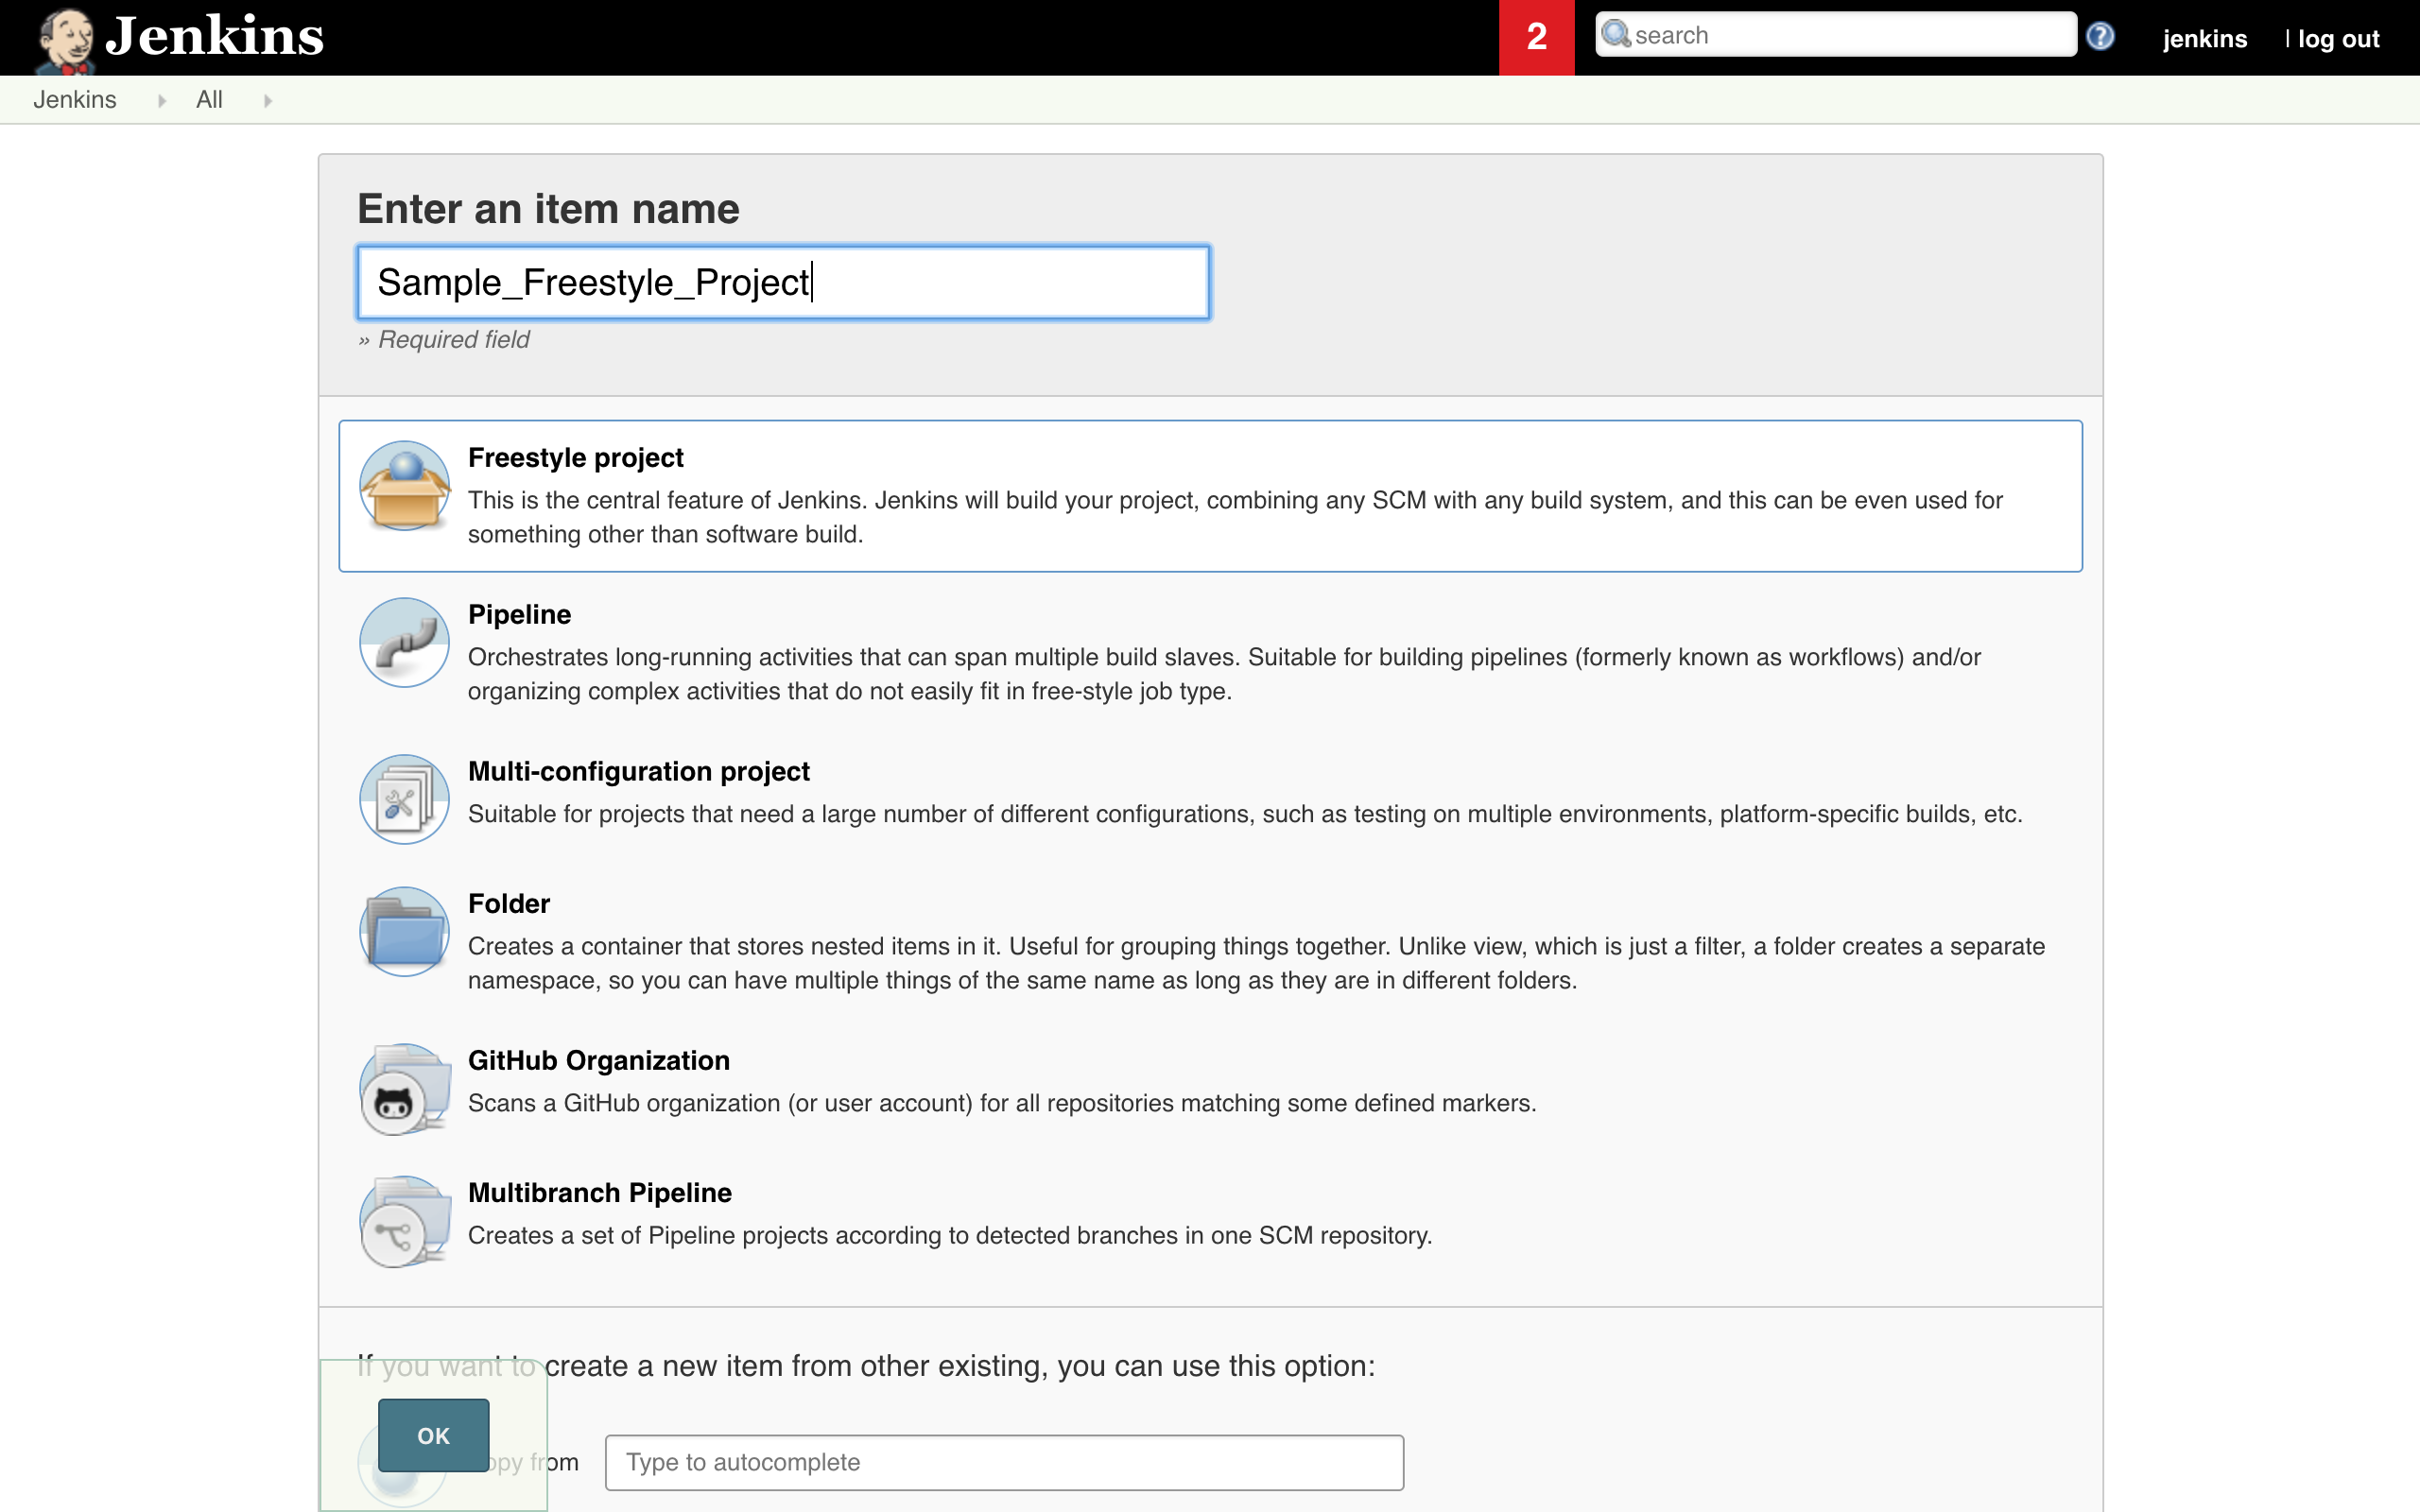 Jenkins
2
search
?
jenkins
| log out
Jenkins
All
Enter an item name
Sample_Freestyle_Project
» Required field
Freestyle project
This is the central feature of Jenkins. Jenkins will build your project, combining any SCM with any build system, and this can be even used for
something other than software build.
Pipeline
Orchestrates long-running activities that can span multiple build slaves. Suitable for building pipelines (formerly known as workflows) and/or
organizing complex activities that do not easily fit in free-style job type.
Multi-configuration project
Suitable for projects that need a large number of different configurations, such as testing on multiple environments, platform-specific builds, etc.
Folder
Creates a container that stores nested items in it. Useful for grouping things together. Unlike view, which is just a filter, a folder creates a separate
namespace, so you can have multiple things of the same name as long as they are in different folders.
GitHub Organization
Scans a GitHub organization (or user account) for all repositories matching some defined markers.
Multibranch Pipeline
Creates a set of Pipeline projects according to detected branches in one SCM repository.
If you want to create a new item from other existing, you can use this option:
OK
opy from
Type to autocomplete